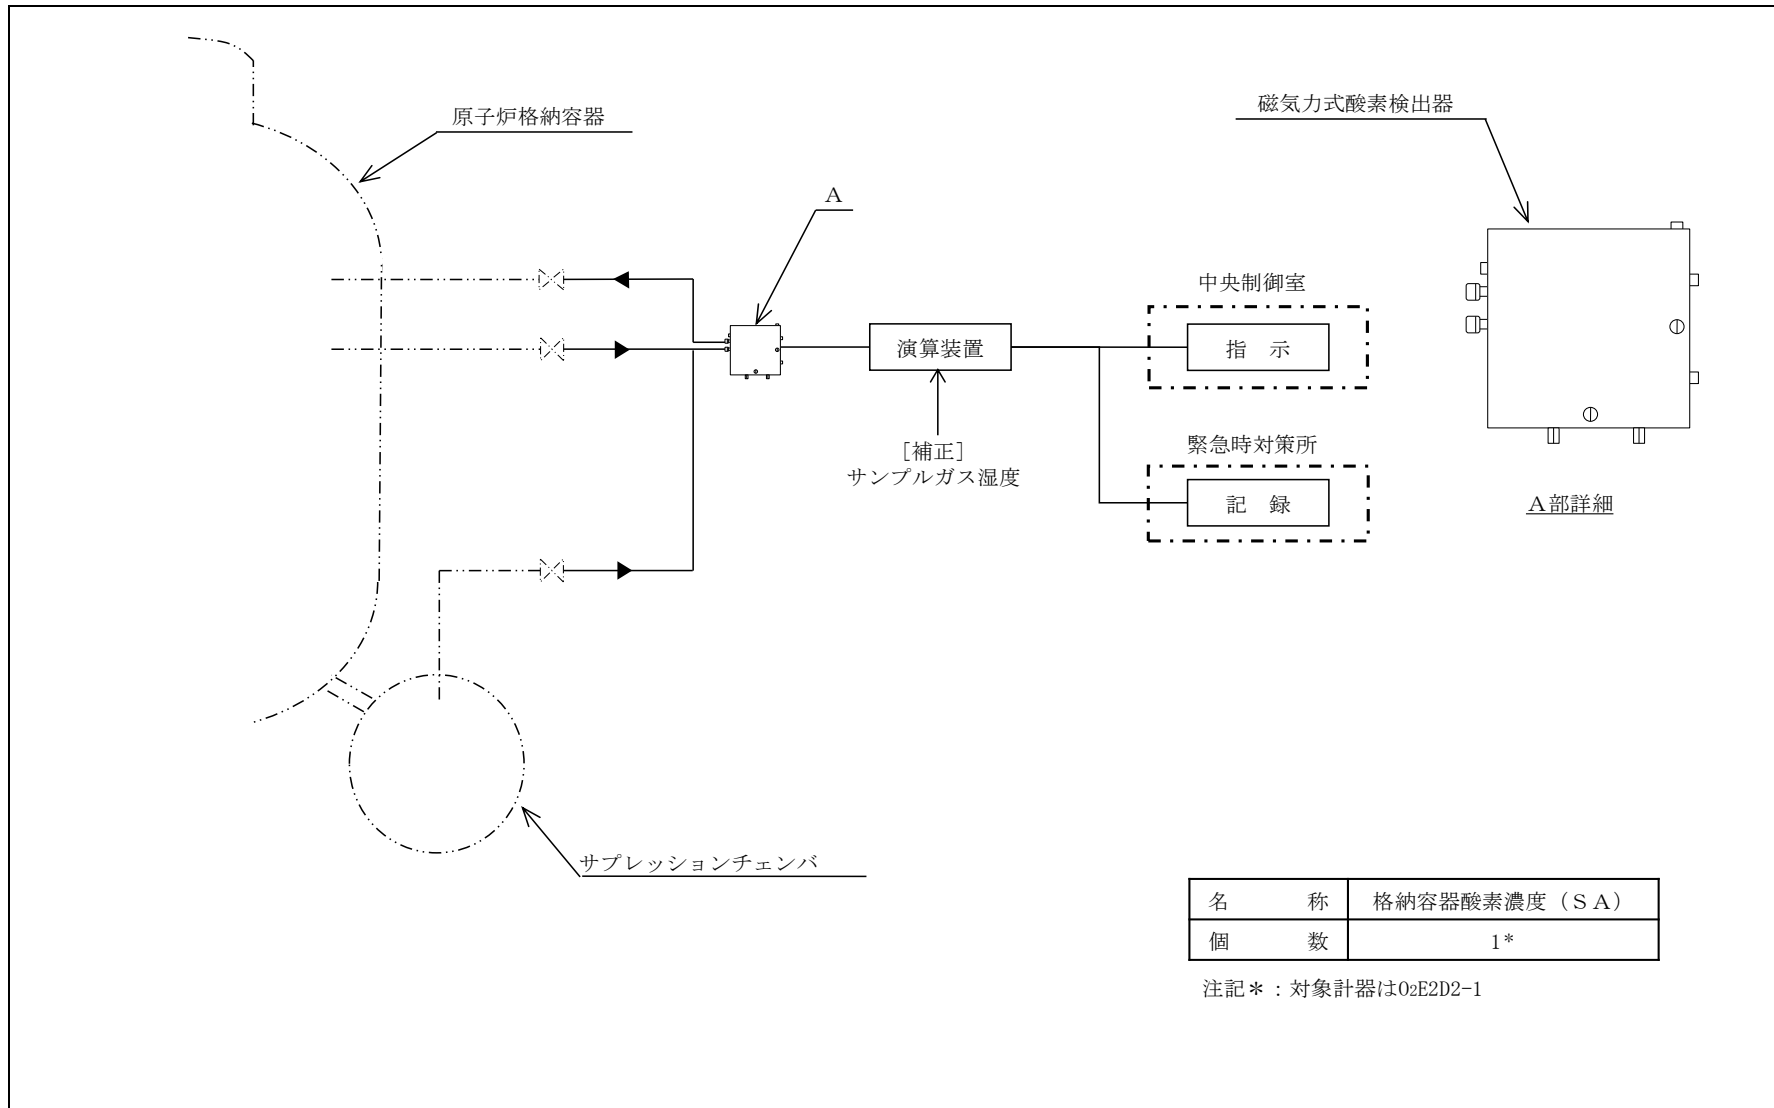 原子炉格納容器
磁気力式酸素検出器
A
中央制御室
演算装置
指　示
[補正]
サンプルガス湿度
緊急時対策所
記　録
A部詳細
サプレッションチェンバ
名　称　格納容器酸素濃度（SA）
個　数　1*
注記＊：対象計器はO2E2D2-1